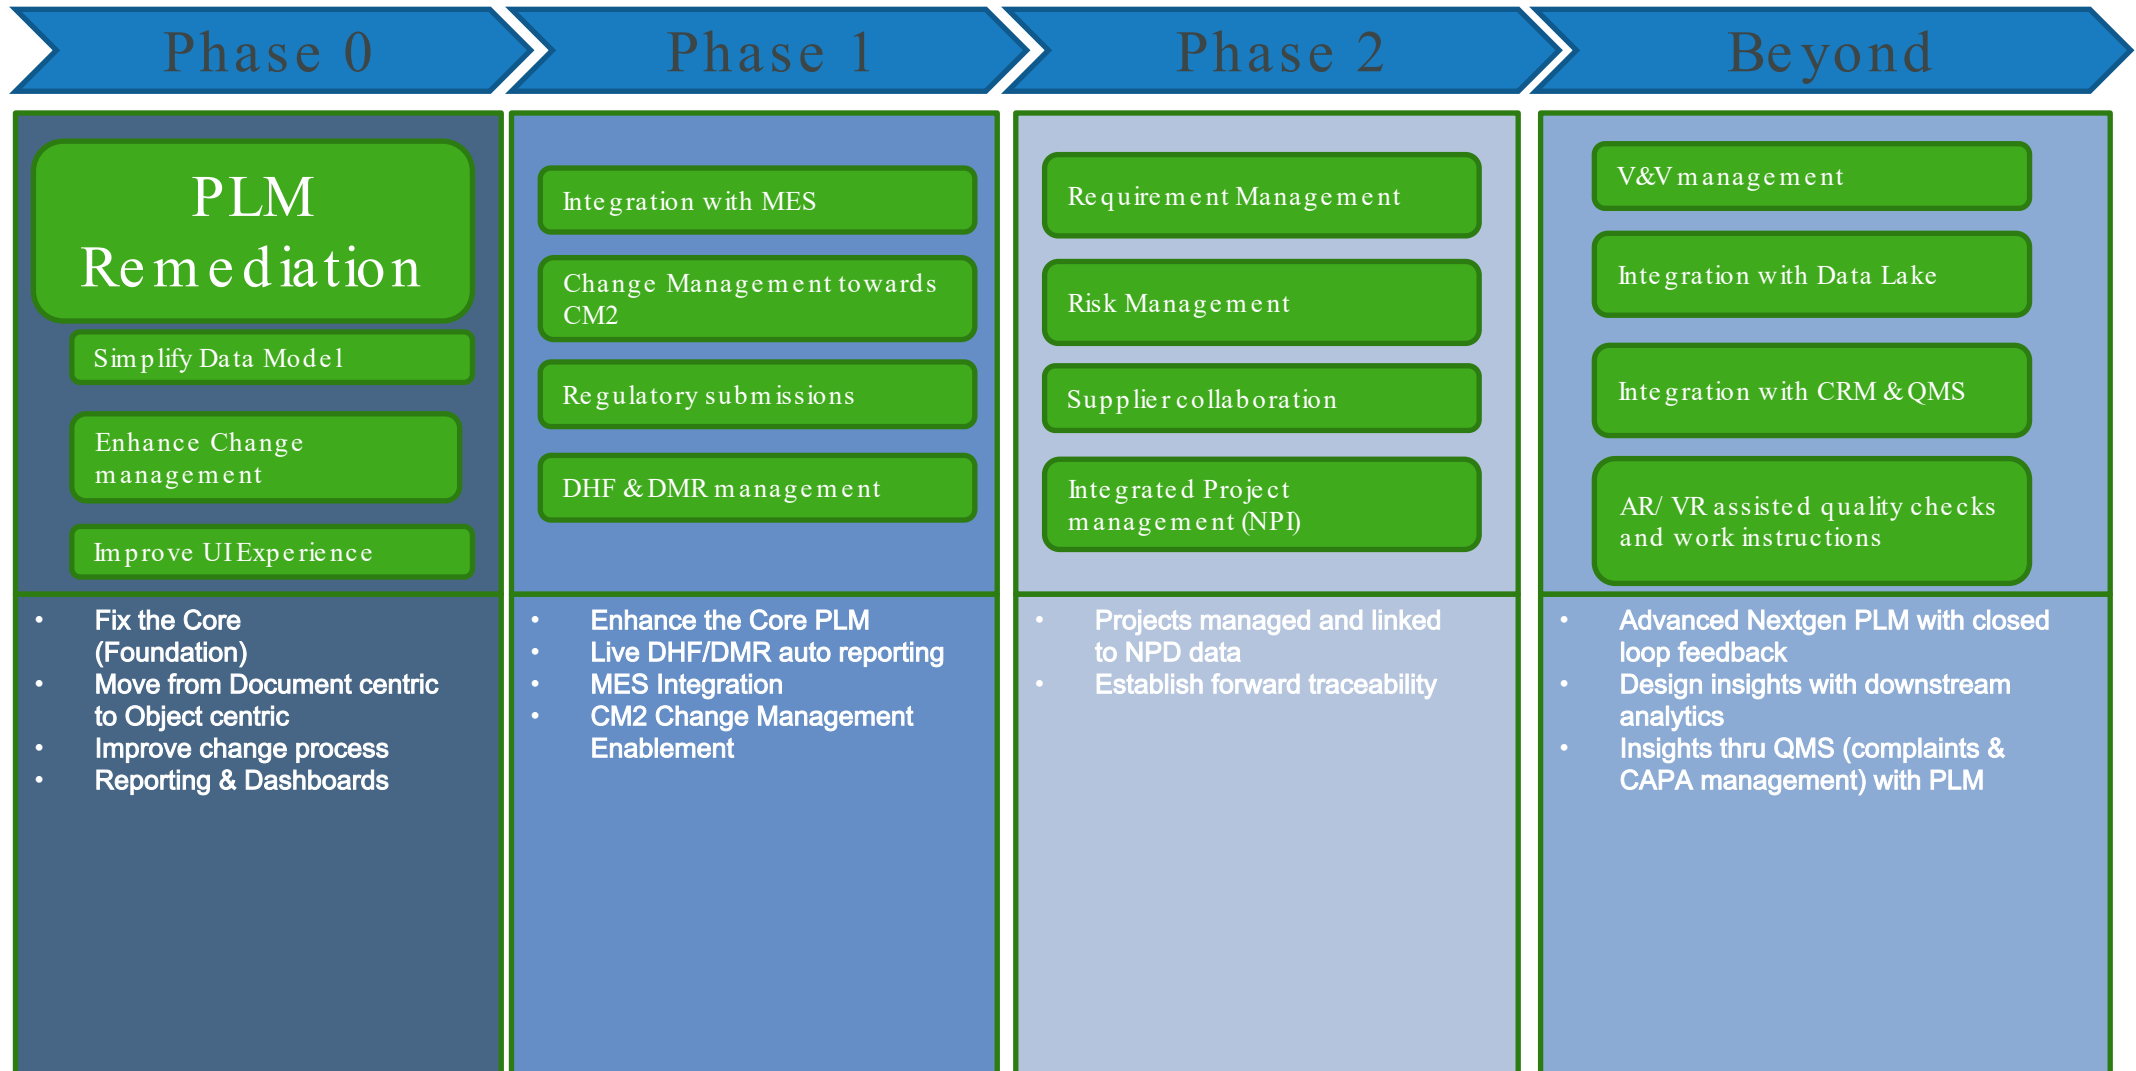 Phase 0
Phase 1
Phase 2
Beyond
PLM
Remediation
Simplify Data Model
Enhance Change
management
Improve UI Experience
• Fix the Core
(Foundation)
• Move from Document centric
to Object centric
• Improve change process
• Reporting & Dashboards
Integration with MES
Change Management towards
CM2
Regulatory submissions
DHF & DMR management
• Enhance the Core PLM
• Live DHF/DMR auto reporting
• MES Integration
• CM2 Change Management
Enablement
Requirement Management
Risk Management
Supplier collaboration
Integrated Project
management (NPI)
• Projects managed and linked
to NPD data
• Establish forward traceability
V&V management
Integration with Data Lake
Integration with CRM & QMS
AR/ VR assisted quality checks
and work instructions
• Advanced Nextgen PLM with closed
loop feedback
• Design insights with downstream
analytics
• Insights thru QMS (complaints &
CAPA management) with PLM